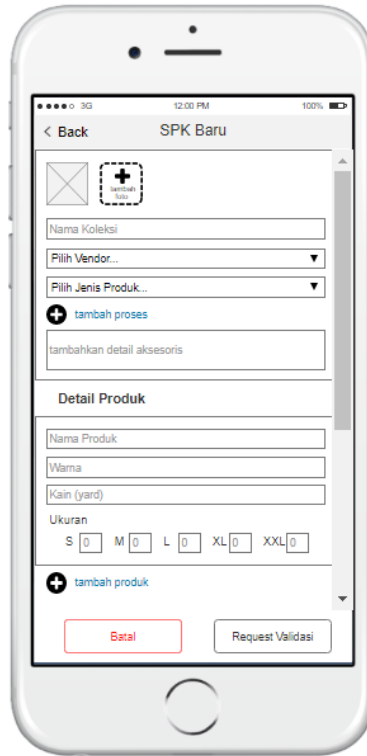 3G 12:00 PM 100%
< Back SPK Baru
tambah
foto
Nama Koleksi
Pilih Vendor...
Pilih Jenis Produk...
tambah proses
tambahkan detail aksesoris
Detail Produk
Nama Produk
Warna
Kain (yard)
Ukuran
S 0 M 0 L 0 XL 0 XXL 0
tambah produk
Batal Request Validasi